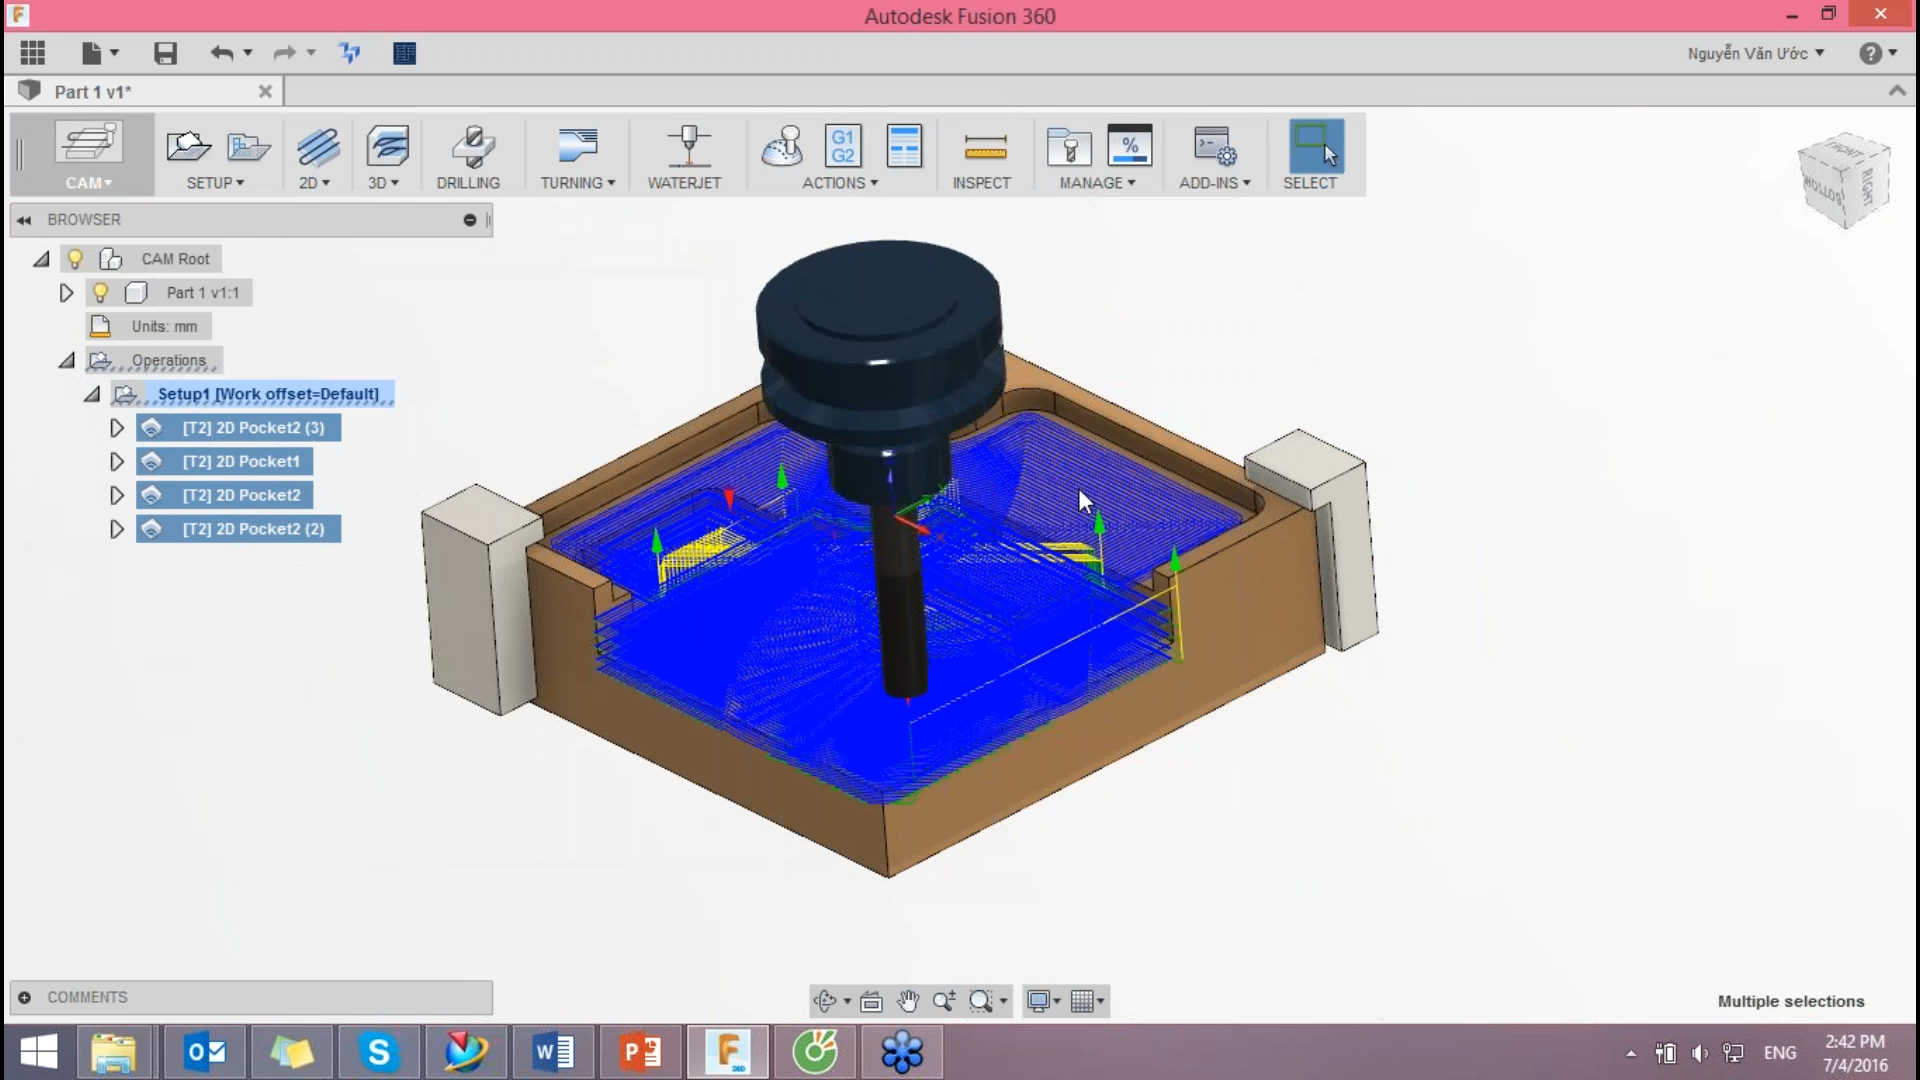 Autodesk Fusion 360
Nguyễn Văn Ước
Part 1 v1*
CAM
SETUP
2D
3D
DRILLING
TURNING
WATERJET
G1
G2
ACTIONS
INSPECT
%
MANAGE
ADD-INS
SELECT
FRONT
BOTTOM
RIGHT
BROWSER
CAM Root
Part 1 v1:1
Units: mm
Operations
Setup1 [Work offset=Default]
[T2] 2D Pocket2 (3)
[T2] 2D Pocket1
[T2] 2D Pocket2
[T2] 2D Pocket2 (2)
COMMENTS
Multiple selections
ENG
2:42 PM
7/4/2016